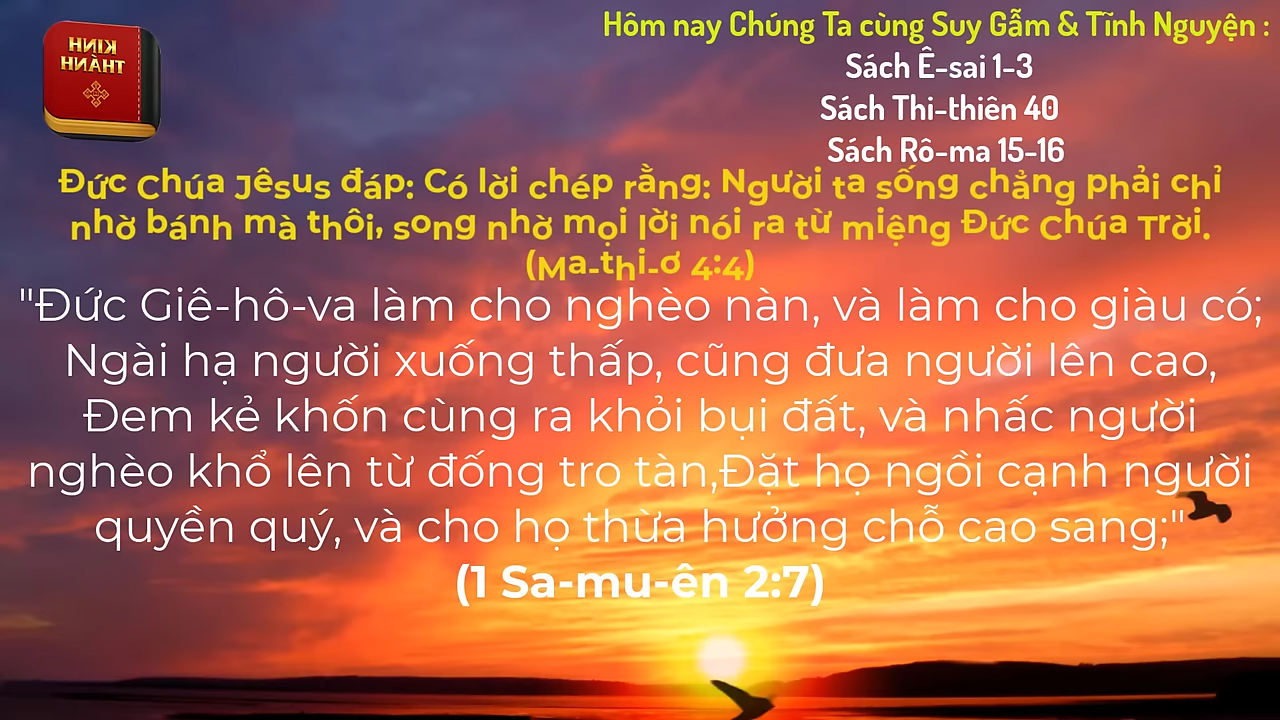 KINH
THÁNH
Hôm nay Chúng Ta cùng Suy Gẫm & Tĩnh Nguyện :
Sách Ê-sai 1-3
Sách Thi-thiên 40
Sách Rô-ma 15-16
Đức Chúa Jêsus đáp: Có lời chép rằng: Người ta sống chẳng phải chỉ
nhờ bánh mà thôi, song nhờ mọi lời nói ra từ miệng Đức Chúa Trời.
(Ma-thi-ơ 4:4)
"Đức Giê-hô-va làm cho nghèo nàn, và làm cho giàu có;
Ngài hạ người xuống thấp, cũng đưa người lên cao,
Đem kẻ khốn cùng ra khỏi bụi đất, và nhấc người
nghèo khổ lên từ đống tro tàn,Đặt họ ngồi cạnh người
quyền quý, và cho họ thừa hưởng chỗ cao sang;"
(1 Sa-mu-ên 2:7)